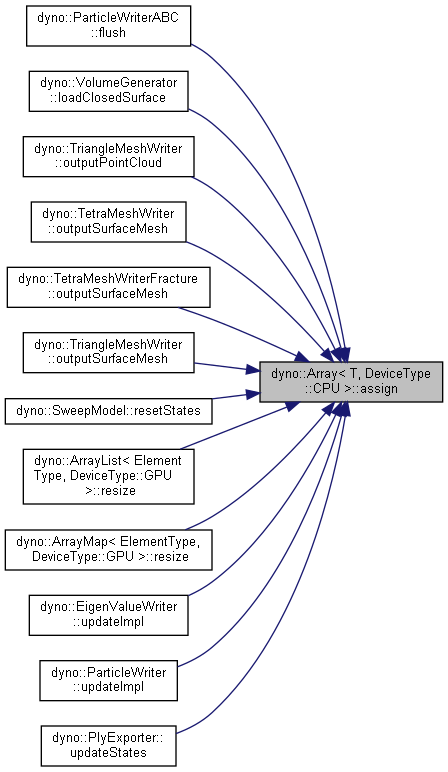 dyno::ParticleWriterABC
::flush
dyno::VolumeGenerator
::loadClosedSurface
dyno::TriangleMeshWriter
::outputPointCloud
dyno::TetraMeshWriter
::outputSurfaceMesh
dyno::TetraMeshWriterFracture
::outputSurfaceMesh
dyno::TriangleMeshWriter
::outputSurfaceMesh
dyno::Array< T, DeviceType
::CPU >::assign
dyno::SweepModel::resetStates
dyno::ArrayList< Element
Type, DeviceType::GPU
>::resize
dyno::ArrayMap< ElementType,
DeviceType::GPU >::resize
dyno::EigenValueWriter
::updateImpl
dyno::ParticleWriter
::updateImpl
dyno::PlyExporter::
updateStates